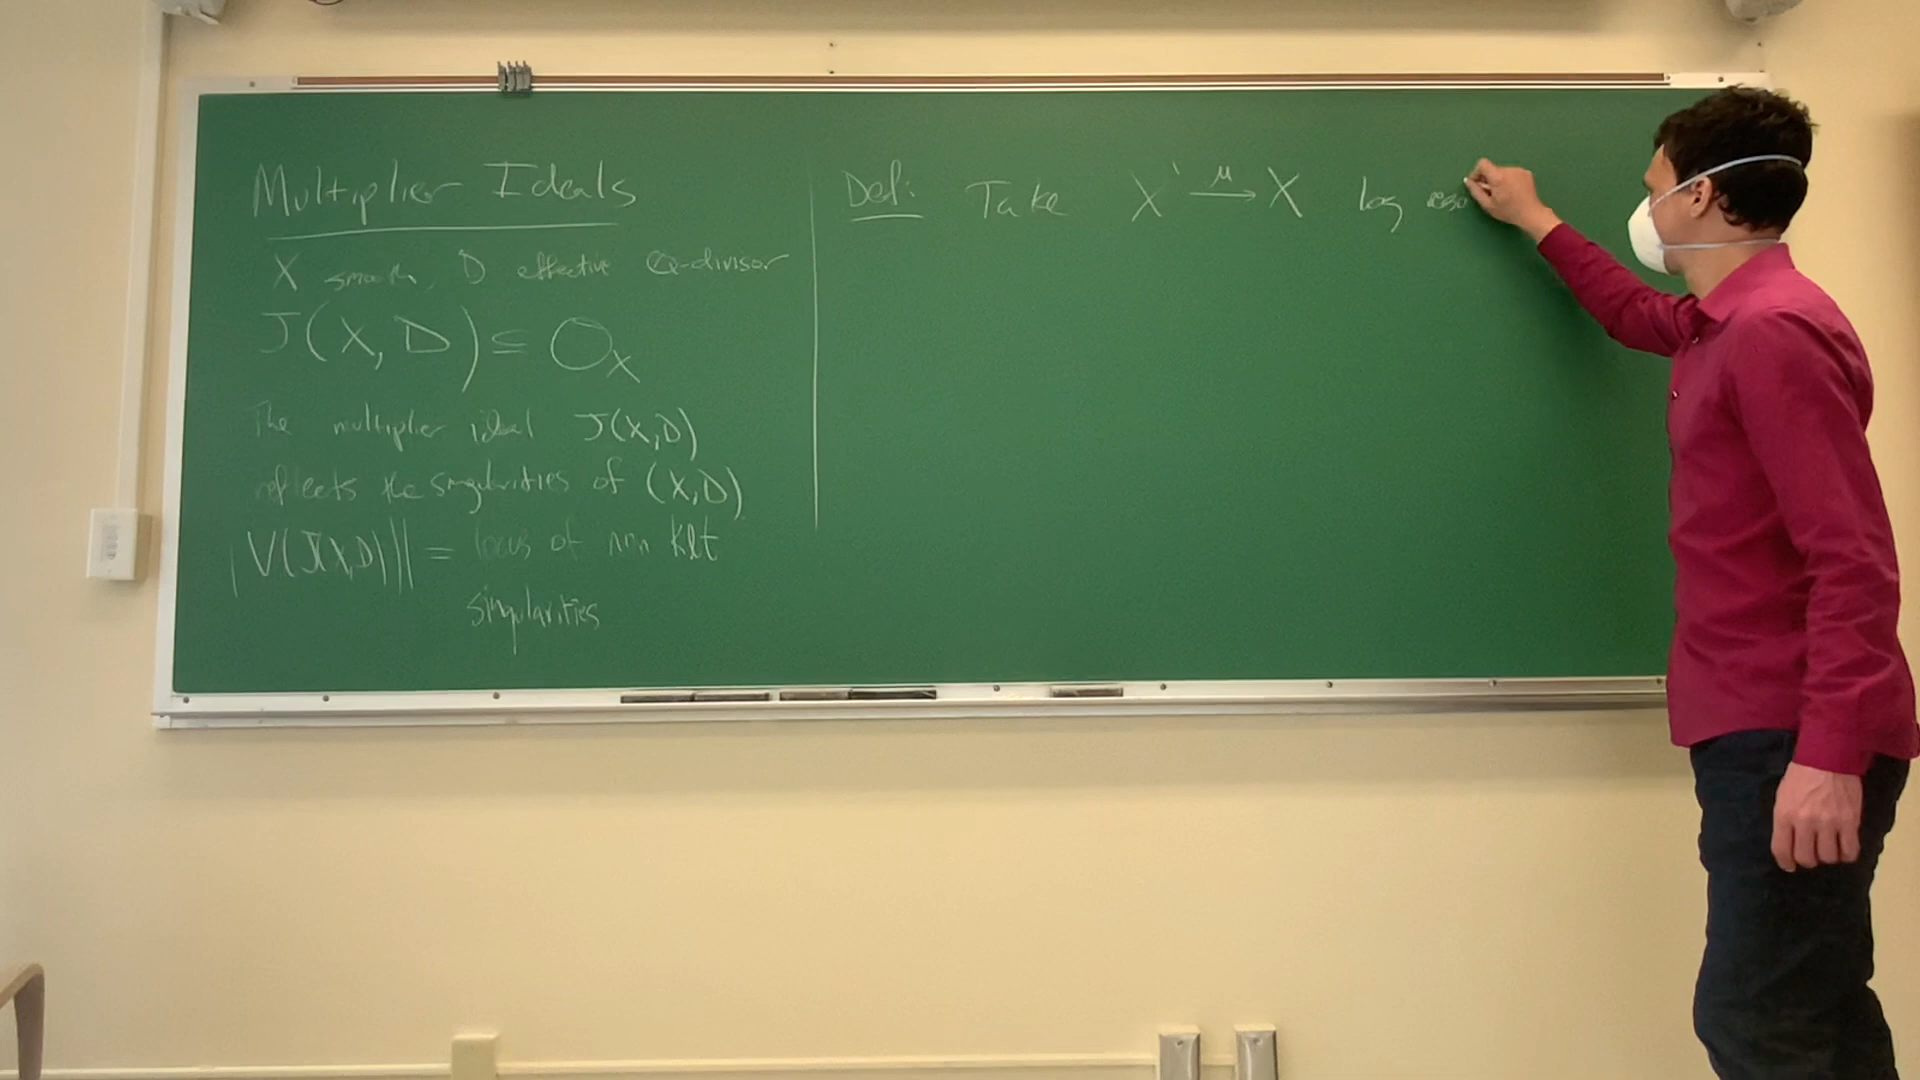 Multiplier Ideals
X smooth, D effective Q-divisor
J(X,D) ⊆ O_X
The multiplier ideal J(X,D)
reflects the singularities of (X,D)
|V(J(X,D))| = locus of non klt
singularities
Def: Take X' →^μ X log reso